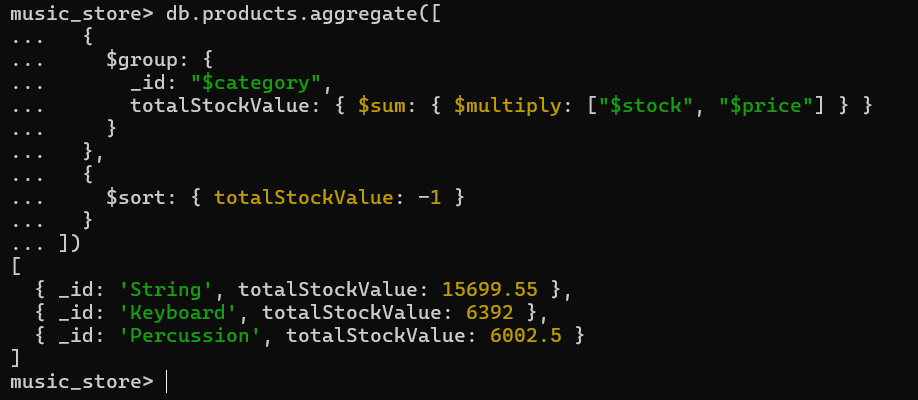 music_store> db.products.aggregate([
...   {
...     $group: {
...       _id: "$category",
...       totalStockValue: { $sum: { $multiply: ["$stock", "$price"] } }
...     }
...   },
...   {
...     $sort: { totalStockValue: -1 }
...   }
... ])
[
  { _id: 'String', totalStockValue: 15699.55 },
  { _id: 'Keyboard', totalStockValue: 6392 },
  { _id: 'Percussion', totalStockValue: 6002.5 }
]
music_store>